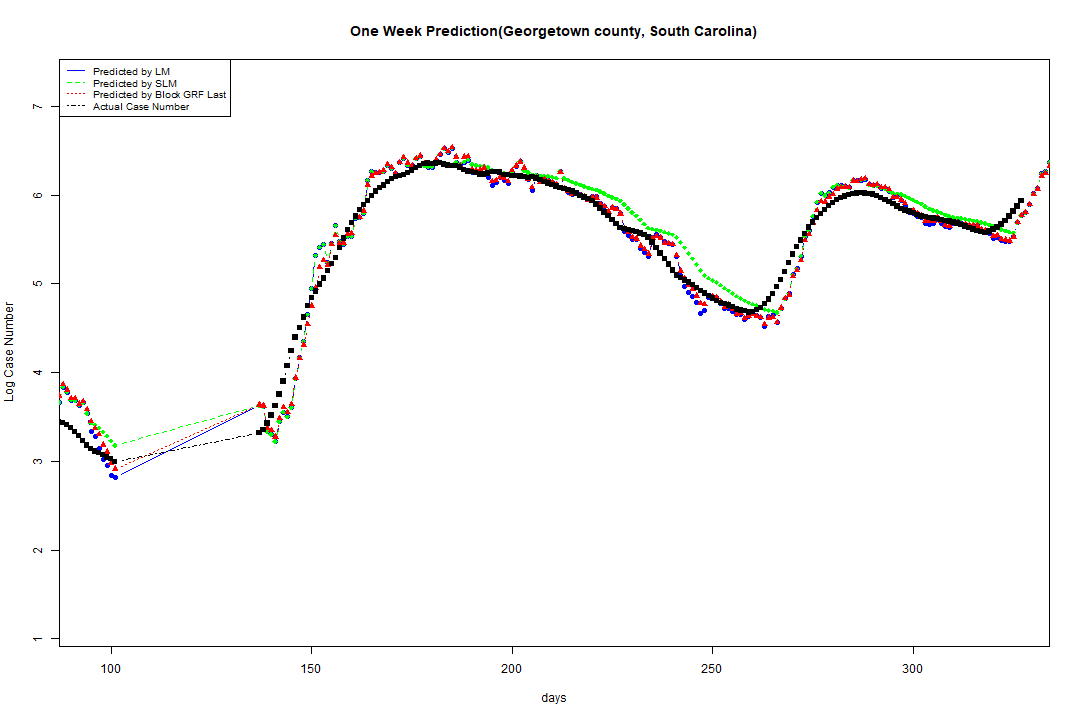 One Week Prediction(Georgetown county, South Carolina)
Predicted by LM
Predicted by SLM
Predicted by Block GRF Last
Actual Case Number
7
6
5
4
3
2
1
Log Case Number
100 150 200 250 300
days